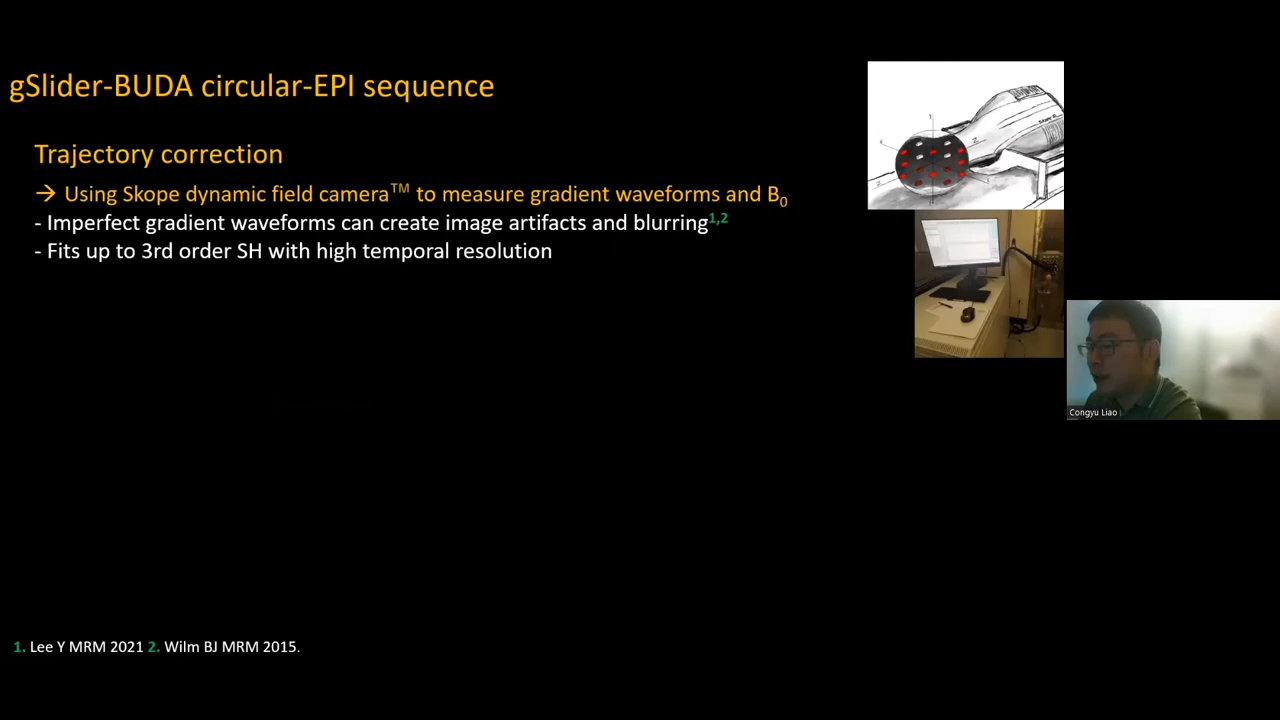 gSlider-BUDA circular-EPI sequence
Trajectory correction
→ Using Skope dynamic field camera™ to measure gradient waveforms and B₀
- Imperfect gradient waveforms can create image artifacts and blurring¹,²
- Fits up to 3rd order SH with high temporal resolution
Congyu Liao
1. Lee Y MRM 2021 2. Wilm BJ MRM 2015.